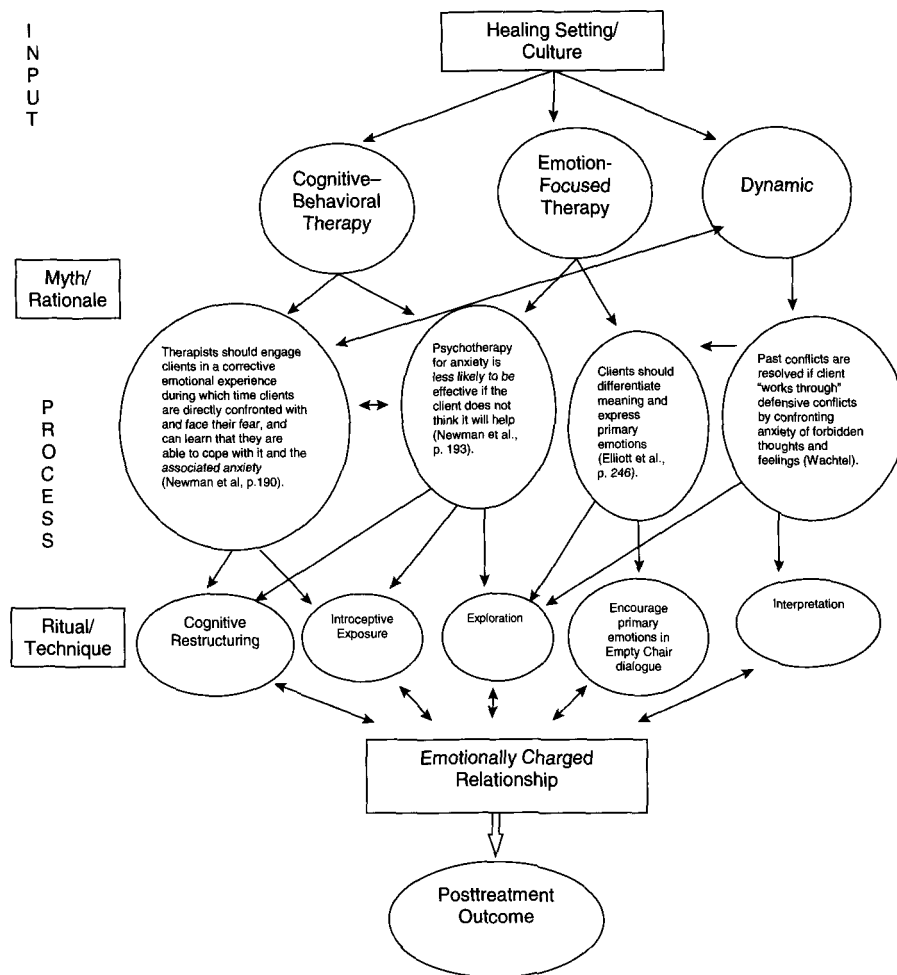 INPUT
Healing Setting/
Culture
Cognitive–
Behavioral
Therapy
Emotion-
Focused
Therapy
Dynamic
Myth/
Rationale
PROCESS
Therapists should engage
clients in a corrective
emotional experience
during which time clients
are directly confronted with
and face their fear, and
can learn that they are
able to cope with it and the
associated anxiety
(Newman et al, p.190).
Psychotherapy
for anxiety is
less likely to be
effective if the
client does not
think it will help
(Newman et al.,
p. 193).
Clients should
differentiate
meaning and
express
primary
emotions
(Elliott et al.,
p. 246).
Past conflicts are
resolved if client
"works through"
defensive conflicts
by confronting
anxiety of forbidden
thoughts and
feelings (Wachtel).
Ritual/
Technique
Cognitive
Restructuring
Introceptive
Exposure
Exploration
Encourage
primary
emotions in
Empty Chair
dialogue
Interpretation
Emotionally Charged
Relationship
Posttreatment
Outcome